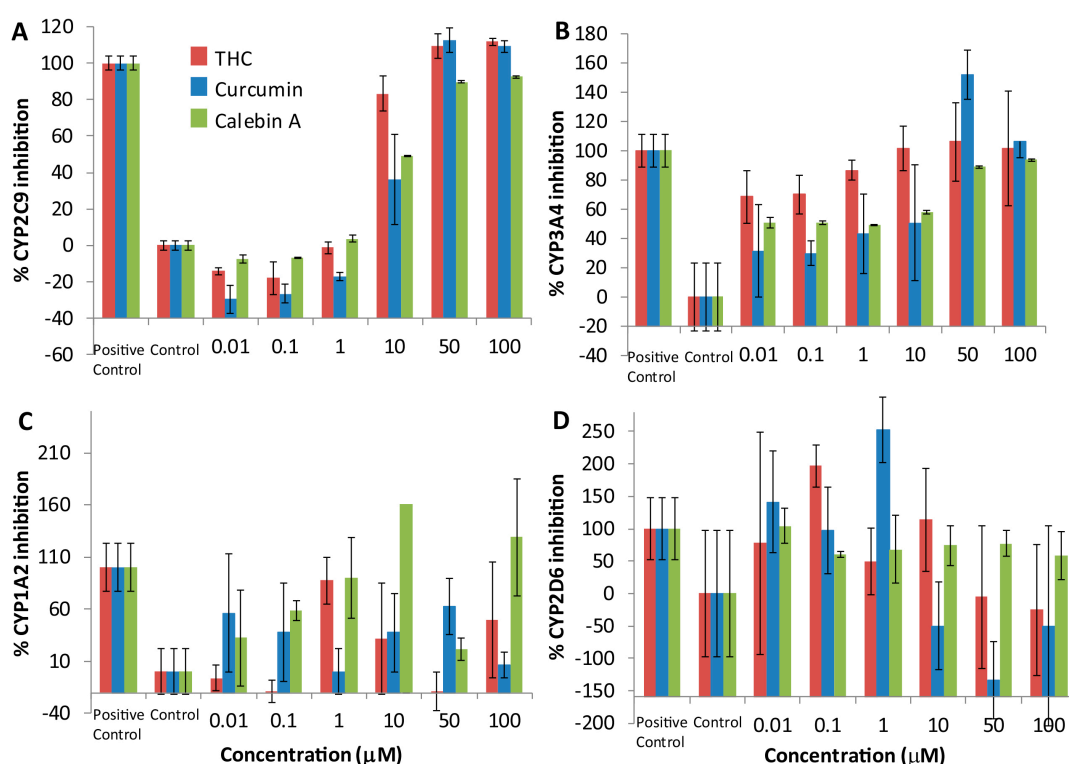 A
% CYP2C9 inhibition
120
100
80
60
40
20
0
-20
-40
-60
THC
Curcumin
Calebin A
Positive Control
Control
0.01
0.1
1
10
50
100
B
% CYP3A4 inhibition
180
160
140
120
100
80
60
40
20
0
-20
-40
Positive
Control
Control
0.01
0.1
1
10
50
100
C
% CYP1A2 inhibition
210
160
110
60
10
-40
Positive
Control
Control
0.01
0.1
1
10
50
100
Concentration (μM)
D
% CYP2D6 inhibition
250
200
150
100
50
0
-50
-100
-150
-200
Positive
Control
Control
0.01
0.1
1
10
50
100
Concentration (μM)